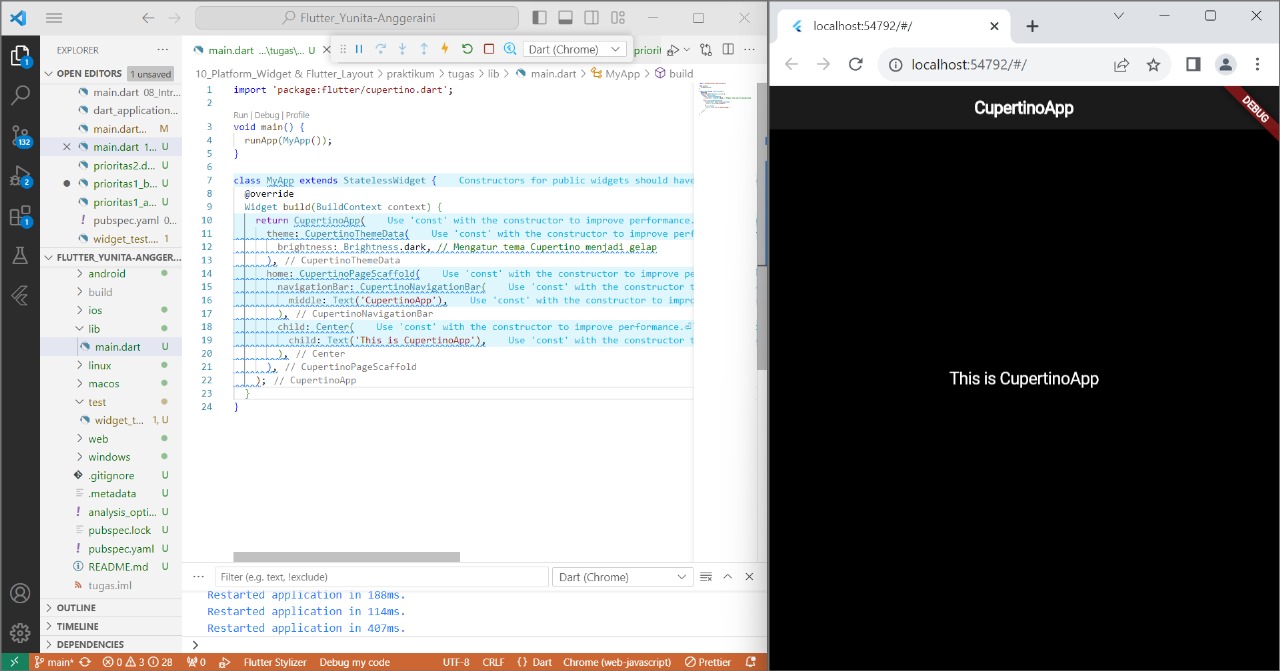 Flutter_Yunita-Anggeraini
EXPLORER
OPEN EDITORS 1 unsaved
main.dart 08_Intr...
dart_application...
main.dart... M
main.dart 1... U
prioritas2.d... U
prioritas1_b... U
prioritas1_a... U
pubspec.yaml 0...
widget_test.... 1
FLUTTER_YUNITA-ANGGER...
android
build
ios
lib
main.dart U
linux
macos
test
widget_t... 1, U
web
windows
.gitignore U
.metadata U
analysis_opti... U
pubspec.lock U
pubspec.yaml U
README.md U
tugas.iml
OUTLINE
TIMELINE
DEPENDENCIES
1
132
2
1
main.dart ...\tugas\... U
Dart (Chrome)
priorit
10_Platform_Widget & Flutter_Layout > praktikum > tugas > lib > main.dart > MyApp > build
1 import 'package:flutter/cupertino.dart';
2
Run | Debug | Profile
3 void main() {
4 runApp(MyApp());
5 }
6
7 class MyApp extends StatelessWidget { Constructors for public widgets should have
8 @override
9 Widget build(BuildContext context) {
10 return CupertinoApp( Use 'const' with the constructor to improve performance.
11 theme: CupertinoThemeData( Use 'const' with the constructor to improve perf
12 brightness: Brightness.dark, // Mengatur tema Cupertino menjadi gelap
13 ), // CupertinoThemeData
14 home: CupertinoPageScaffold( Use 'const' with the constructor to improve pe
15 navigationBar: CupertinoNavigationBar( Use 'const' with the constructor t
16 middle: Text('CupertinoApp'), Use 'const' with the constructor to impro
17 ), // CupertinoNavigationBar
18 child: Center( Use 'const' with the constructor to improve performance.
19 child: Text('This is CupertinoApp'), Use 'const' with the constructor t
20 ), // Center
21 ), // CupertinoPageScaffold
22 ); // CupertinoApp
23 }
24 }
Filter (e.g. text, !exclude)
Dart (Chrome)
Restarted application in 188ms.
Restarted application in 114ms.
Restarted application in 407ms.
main* 0 3 28 0 Flutter Stylizer Debug my code UTF-8 CRLF {} Dart Chrome (web-javascript) Prettier
localhost:54792/#/
localhost:54792/#/
CupertinoApp
DEBUG
This is CupertinoApp